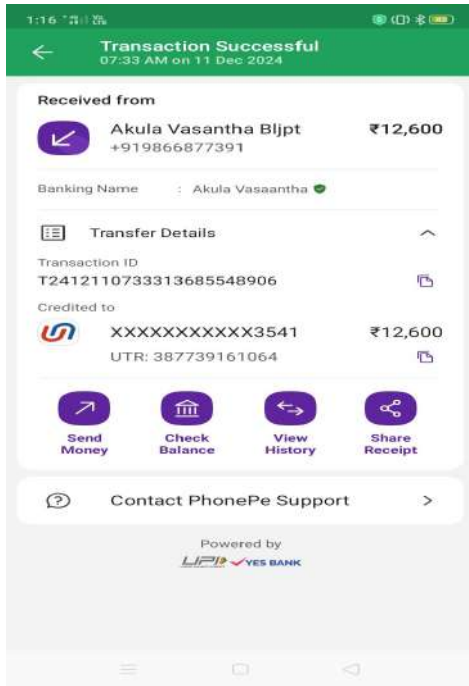 1:16
Transaction Successful
07:33 AM on 11 Dec 2024
Received from
Akula Vasantha Bljpt ₹12,600
+919866877391
Banking Name : Akula Vasaantha
Transfer Details
Transaction ID
T2412110733313685548906
Credited to
XXXXXXXXXXX3541 ₹12,600
UTR: 387739161064
Send Money
Check Balance
View History
Share Receipt
Contact PhonePe Support
Powered by
UPI YES BANK